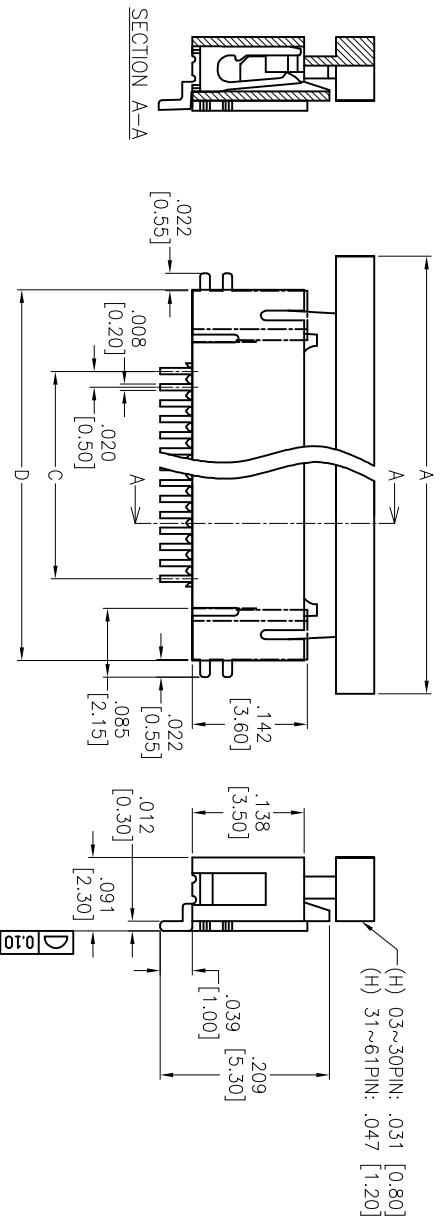 SECTION A-A
A
.022
[0.55]
.008
[0.20]
.020
[0.50]
C
D
A
A
.142
[3.60]
.022
[0.55]
.085
[2.15]
(H) 03~30PIN: .031 [0.80]
(H) 31~61PIN: .047 [1.20]
.138
[3.50]
.012
[0.30]
.091
[2.30]
.039
[1.00]
.209
[5.30]
0.10